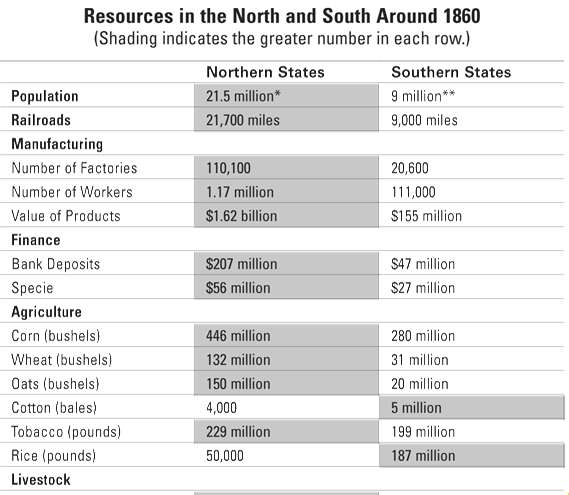 Resources in the North and South Around 1860
(Shading indicates the greater number in each row.)
Northern States Southern States
Population 21.5 million* 9 million**
Railroads 21,700 miles 9,000 miles
Manufacturing
Number of Factories 110,100 20,600
Number of Workers 1.17 million 111,000
Value of Products $1.62 billion $155 million
Finance
Bank Deposits $207 million $47 million
Specie $56 million $27 million
Agriculture
Corn (bushels) 446 million 280 million
Wheat (bushels) 132 million 31 million
Oats (bushels) 150 million 20 million
Cotton (bales) 4,000 5 million
Tobacco (pounds) 229 million 199 million
Rice (pounds) 50,000 187 million
Livestock